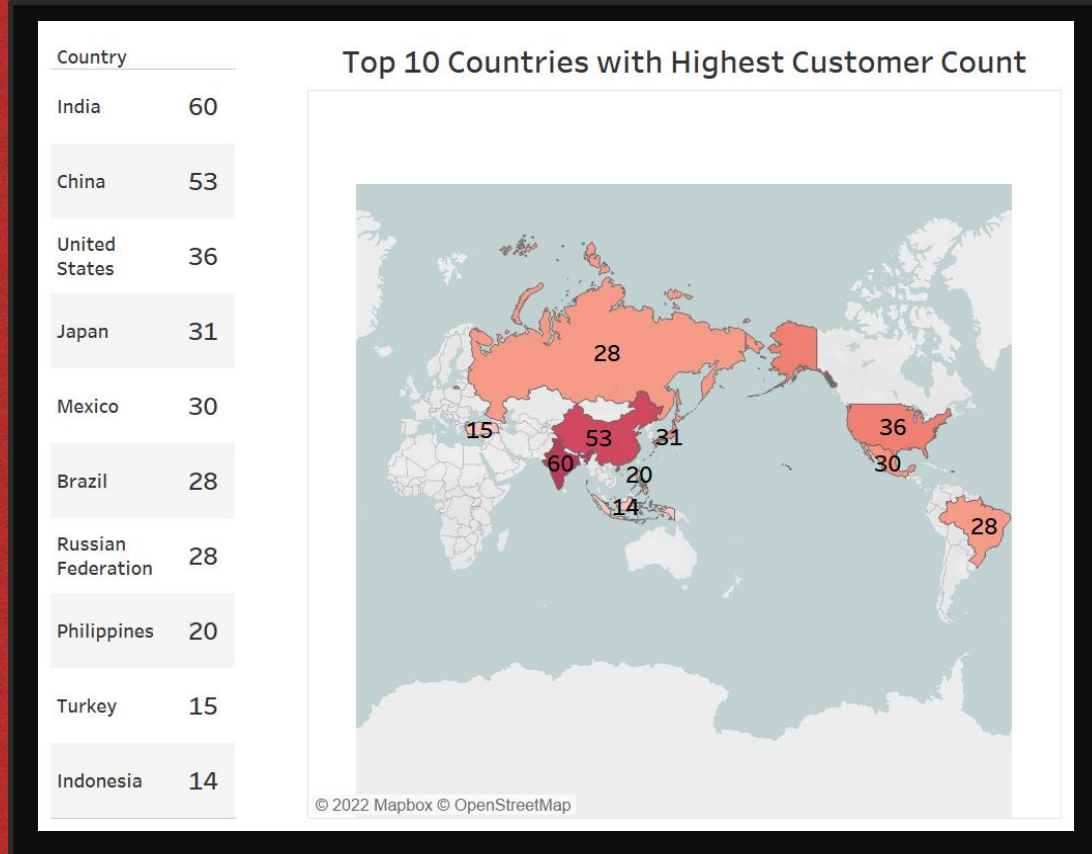 Country
Top 10 Countries with Highest Customer Count
India 60
China 53
United
States 36
Japan 31
Mexico 30
Brazil 28
Russian
Federation 28
Philippines 20
Turkey 15
Indonesia 14
28
15
53
31
60
20
14
36
30
28
© 2022 Mapbox © OpenStreetMap